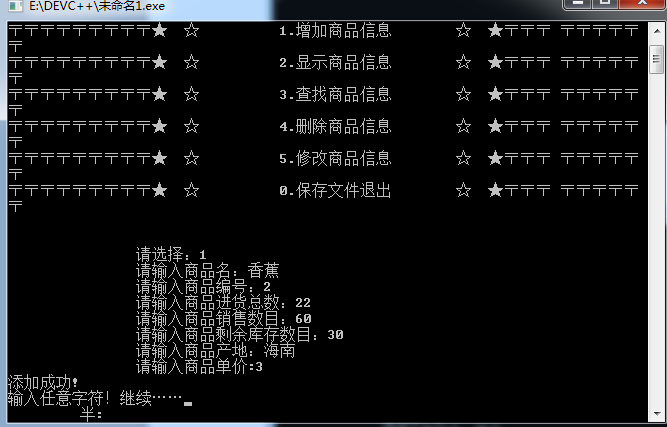 E:\DEVC++\未命名1.exe
〒〒〒〒〒〒〒〒〒★ ☆ 1.增加商品信息 ☆ ★〒〒〒 〒〒〒〒〒
〒
〒〒〒〒〒〒〒〒〒★ ☆ 2.显示商品信息 ☆ ★〒〒〒 〒〒〒〒〒
〒
〒〒〒〒〒〒〒〒〒★ ☆ 3.查找商品信息 ☆ ★〒〒〒 〒〒〒〒〒
〒
〒〒〒〒〒〒〒〒〒★ ☆ 4.删除商品信息 ☆ ★〒〒〒 〒〒〒〒〒
〒
〒〒〒〒〒〒〒〒〒★ ☆ 5.修改商品信息 ☆ ★〒〒〒 〒〒〒〒〒
〒
〒〒〒〒〒〒〒〒〒★ ☆ 0.保存文件退出 ☆ ★〒〒〒 〒〒〒〒〒
〒
请选择：1
请输入商品名：香蕉
请输入商品编号：2
请输入商品进货总数：22
请输入商品销售数目：60
请输入商品剩余库存数目：30
请输入商品产地：海南
请输入商品单价:3
添加成功!
输入任意字符! 继续……
半: